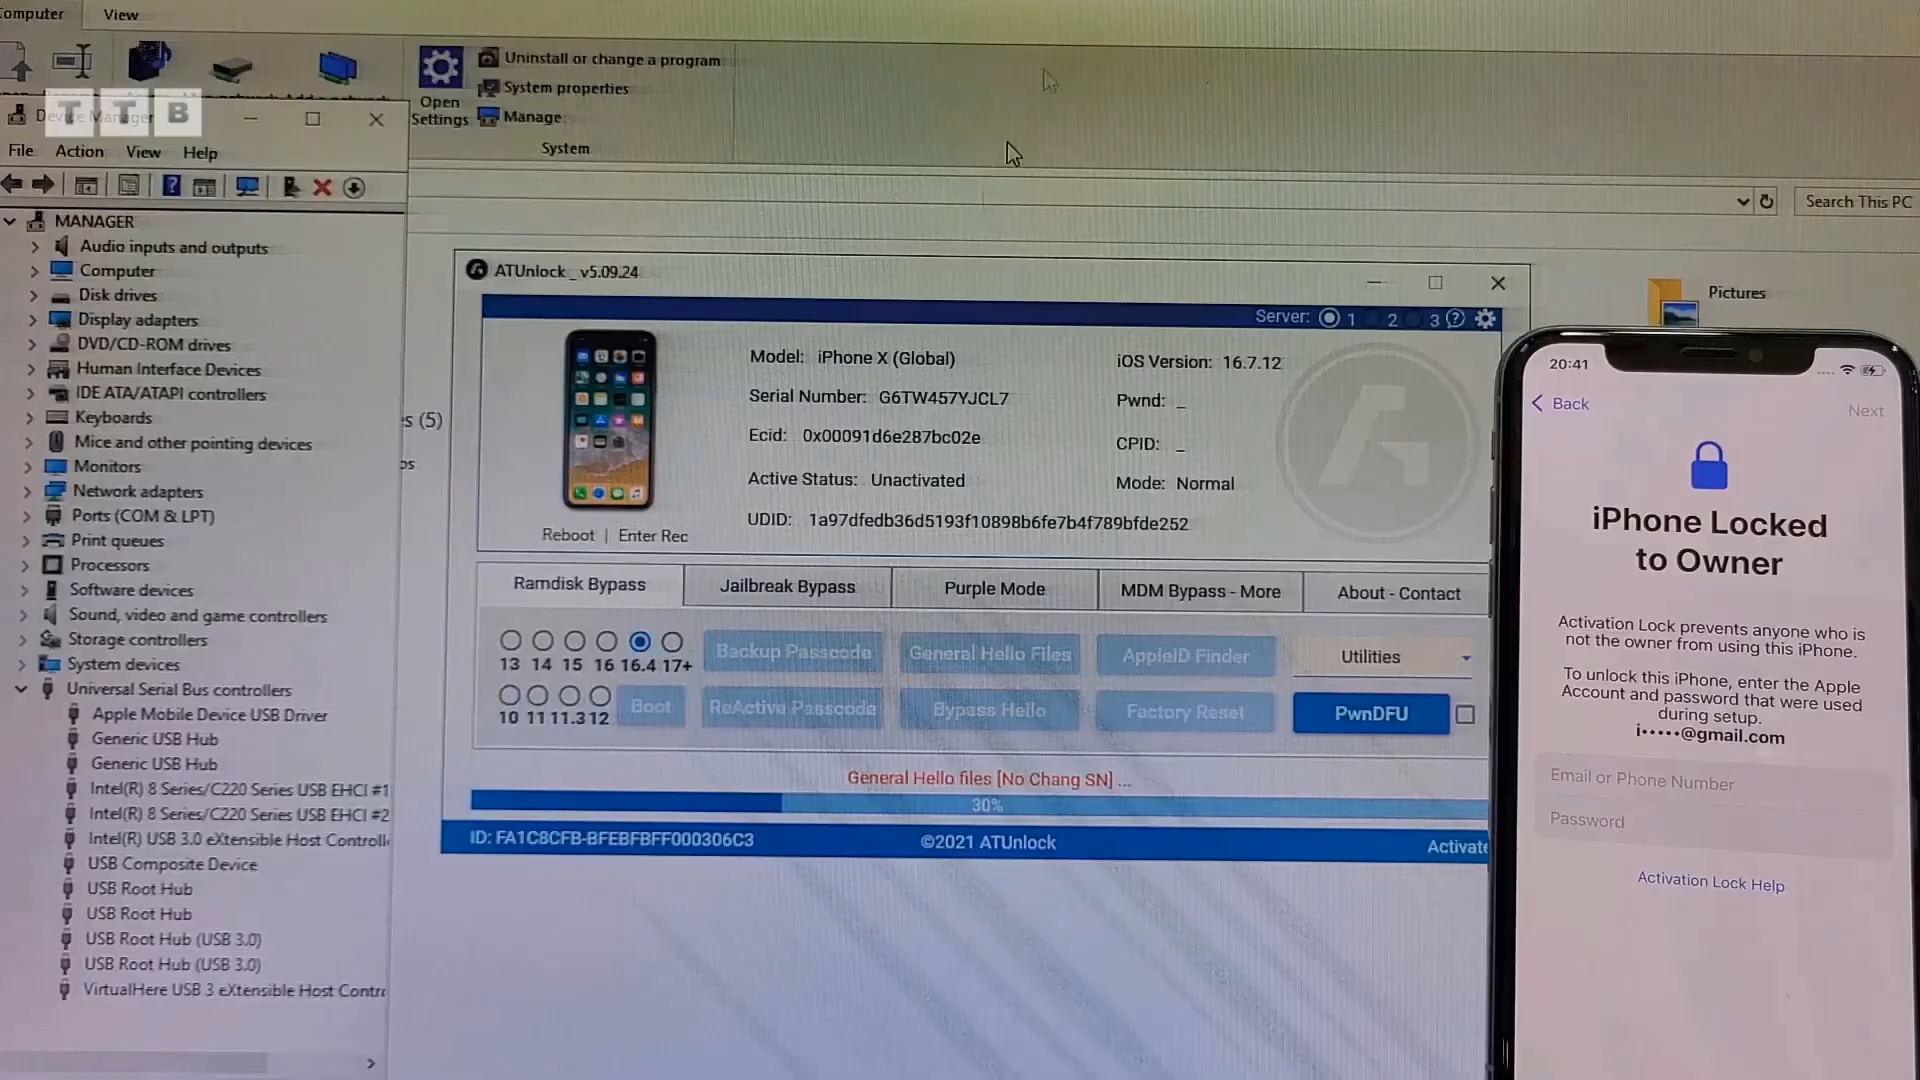 Computer
View
Open
Settings
Uninstall or change a program
System properties
Manage
System
Search This PC
TTB
File Action View Help
MANAGER
Audio inputs and outputs
Computer
Disk drives
Display adapters
DVD/CD-ROM drives
Human Interface Devices
IDE ATA/ATAPI controllers
Keyboards
Mice and other pointing devices
Monitors
Network adapters
Ports (COM & LPT)
Print queues
Processors
Software devices
Sound, video and game controllers
Storage controllers
System devices
Universal Serial Bus controllers
Apple Mobile Device USB Driver
Generic USB Hub
Generic USB Hub
Intel(R) 8 Series/C220 Series USB EHCI #1
Intel(R) 8 Series/C220 Series USB EHCI #2
Intel(R) USB 3.0 eXtensible Host Controll
USB Composite Device
USB Root Hub
USB Root Hub
USB Root Hub (USB 3.0)
USB Root Hub (USB 3.0)
VirtualHere USB 3 eXtensible Host Contr
s (5)
Pictures
ATUnlock_ v5.09.24
Server: 1 2 3
Model: iPhone X (Global)
Serial Number: G6TW457YJCL7
Ecid: 0x00091d6e287bc02e
Active Status: Unactivated
UDID: 1a97dfedb36d5193f10898b6fe7b4f789bfde252
iOS Version: 16.7.12
Pwnd: _
CPID: _
Mode: Normal
Reboot | Enter Rec
Ramdisk Bypass
Jailbreak Bypass
Purple Mode
MDM Bypass - More
About - Contact
13 14 15 16 16.4 17+
Backup Passcode
General Hello Files
AppleID Finder
Utilities
10 11 11.3 12
Boot
ReActive Passcode
Bypass Hello
Factory Reset
PwnDFU
General Hello files [No Chang SN] ...
30%
ID: FA1C8CFB-BFEBFBFF000306C3
©2021 ATUnlock
Activate
20:41
Back
Next
iPhone Locked
to Owner
Activation Lock prevents anyone who is
not the owner from using this iPhone.
To unlock this iPhone, enter the Apple
Account and password that were used
during setup.
i•••••@gmail.com
Email or Phone Number
Password
Activation Lock Help